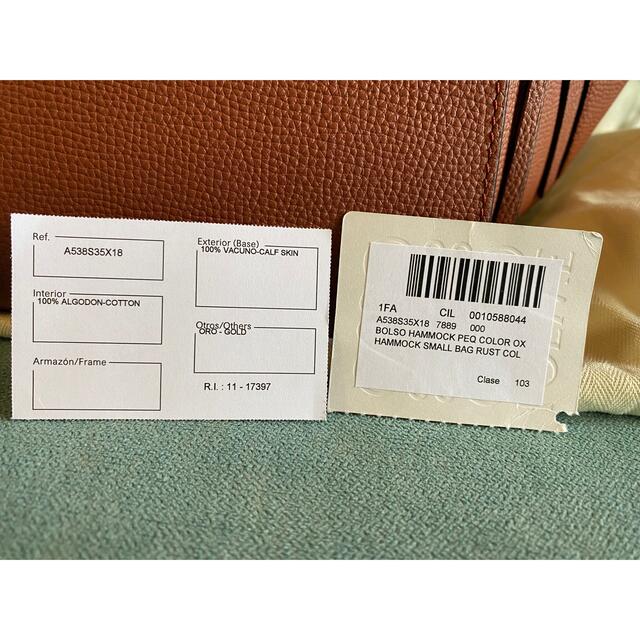 Ref.
A538S35X18
Interior
100% ALGODON-COTTON
Armazón/Frame
Exterior (Base)
100% VACUNO-CALF SKIN
Otros/Others
ORO - GOLD
R.I. : 11 - 17397
1FA CIL 0010588044
A538S35X18 7889 000
BOLSO HAMMOCK PEQ COLOR OX
HAMMOCK SMALL BAG RUST COL
Clase 103